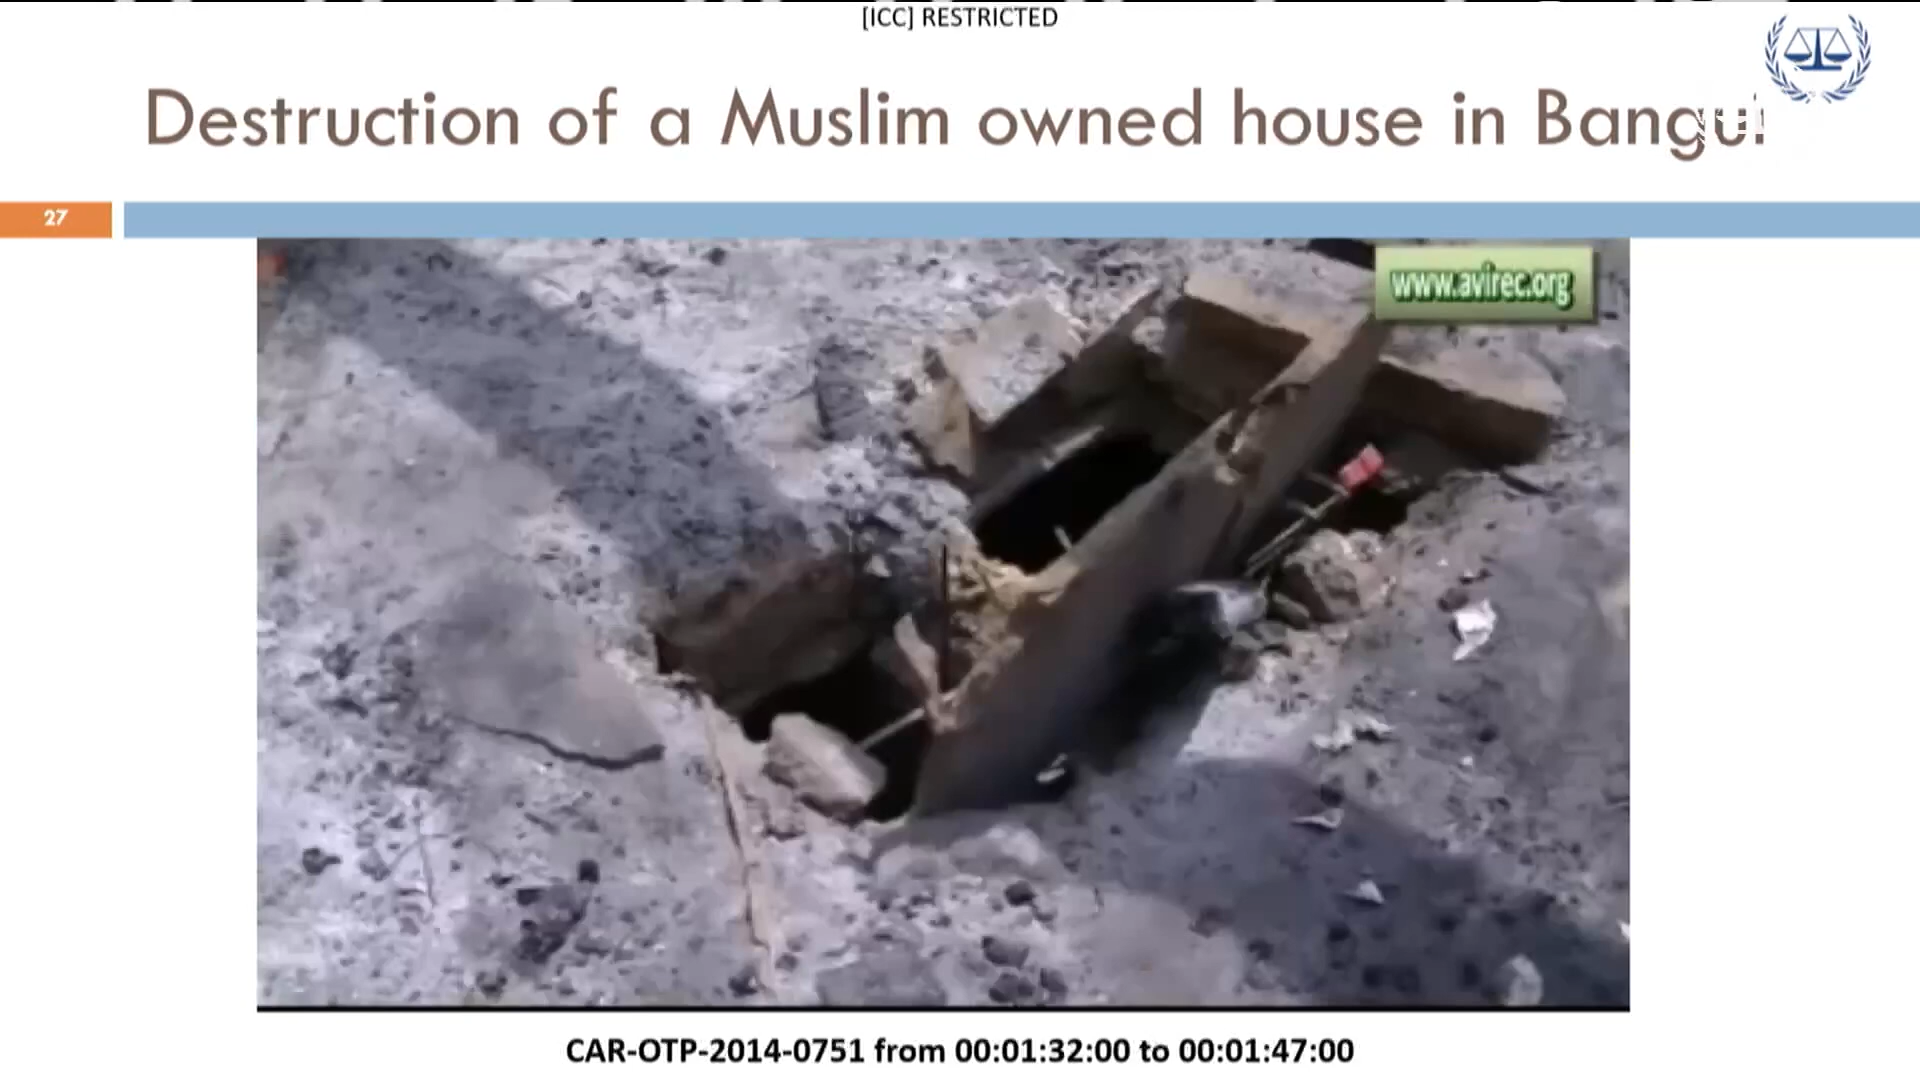 [ICC] RESTRICTED
Destruction of a Muslim owned house in Bangui
27
www.avirec.org
CAR-OTP-2014-0751 from 00:01:32:00 to 00:01:47:00